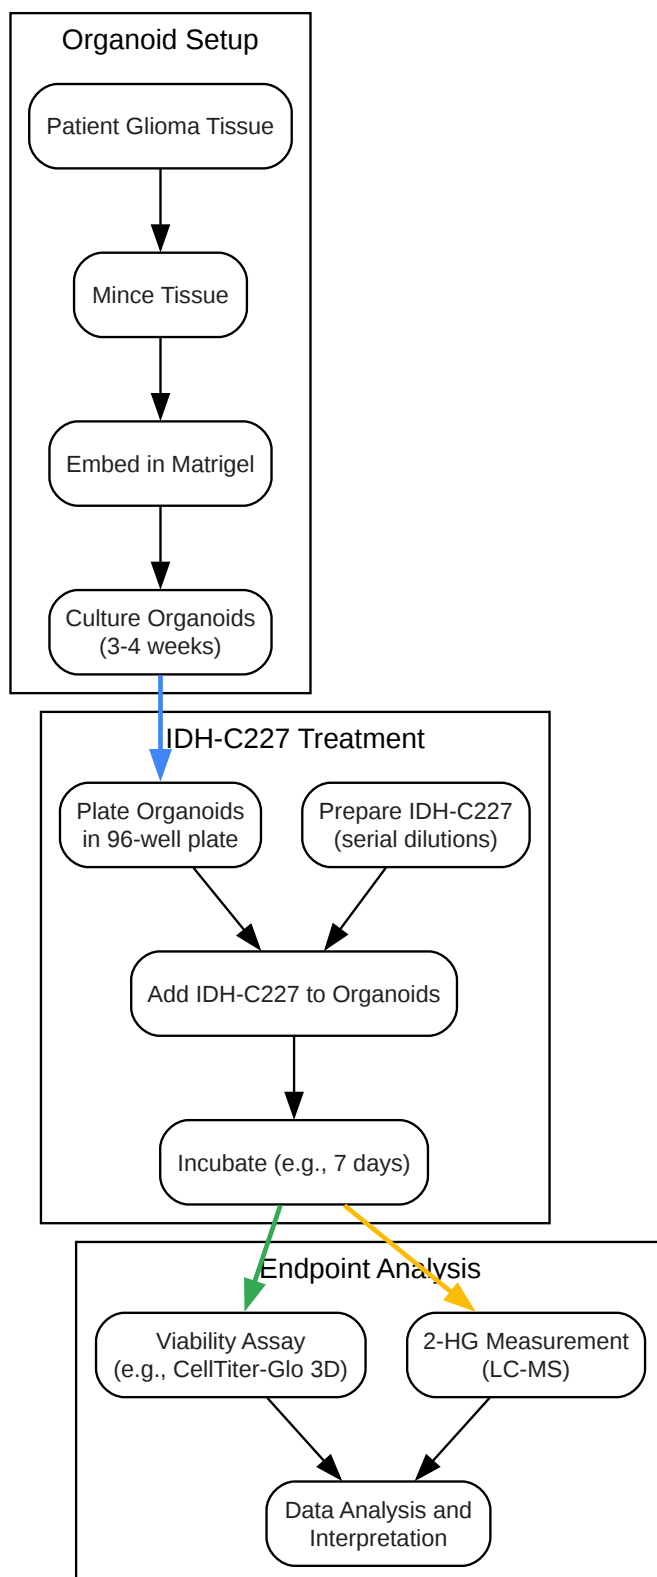 Organoid Setup
Patient Glioma Tissue
Mince Tissue
Embed in Matrigel
Culture Organoids
(3-4 weeks)
IDH-C227 Treatment
Plate Organoids
in 96-well plate
Prepare IDH-C227
(serial dilutions)
Add IDH-C227 to Organoids
Incubate (e.g., 7 days)
Endpoint Analysis
Viability Assay
(e.g., CellTiter-Glo 3D)
2-HG Measurement
(LC-MS)
Data Analysis and
Interpretation